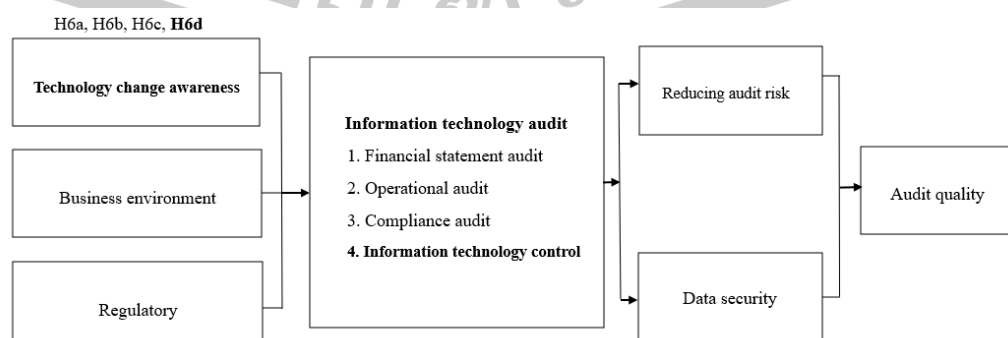 H6a, H6b, H6c, H6d
Technology change awareness
Business environment
Regulatory
Information technology audit
1. Financial statement audit
2. Operational audit
3. Compliance audit
4. Information technology control
Reducing audit risk
Data security
Audit quality